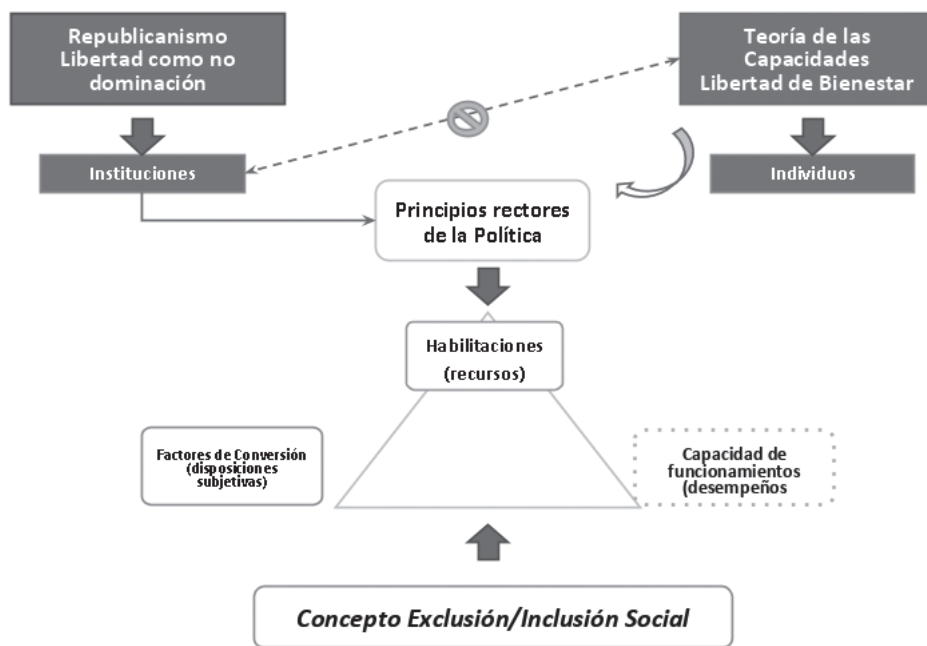 Republicanismo
Libertad como no
dominación
Teoría de las
Capacidades
Libertad de Bienestar
Instituciones
Individuos
Principios rectores
de la Política
Habilitaciones
(recursos)
Factores de Conversión
(disposiciones
subjetivas)
Capacidad de
funcionamientos
(desempeños
Concepto Exclusión/Inclusión Social